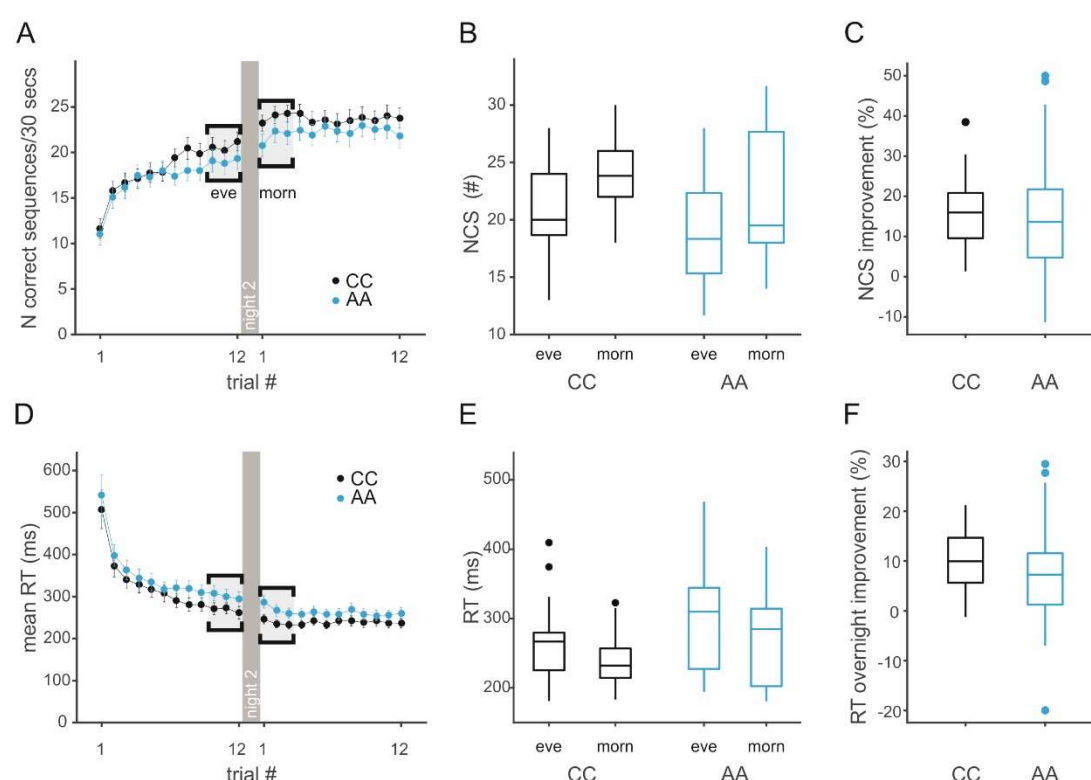 A
N correct sequences/30 secs
25
20
15
10
5
0
eve
morn
CC
AA
night 2
1
12
1
12
trial #
B
NCS (#)
30
25
20
15
10
eve
morn
eve
morn
CC
AA
C
NCS improvement (%)
50
40
30
20
10
0
-10
CC
AA
D
mean RT (ms)
600
500
400
300
200
100
0
CC
AA
night 2
1
12
1
12
trial #
E
RT (ms)
500
400
300
200
eve
morn
eve
morn
CC
AA
F
RT overnight improvement (%)
30
20
10
0
-10
-20
CC
AA